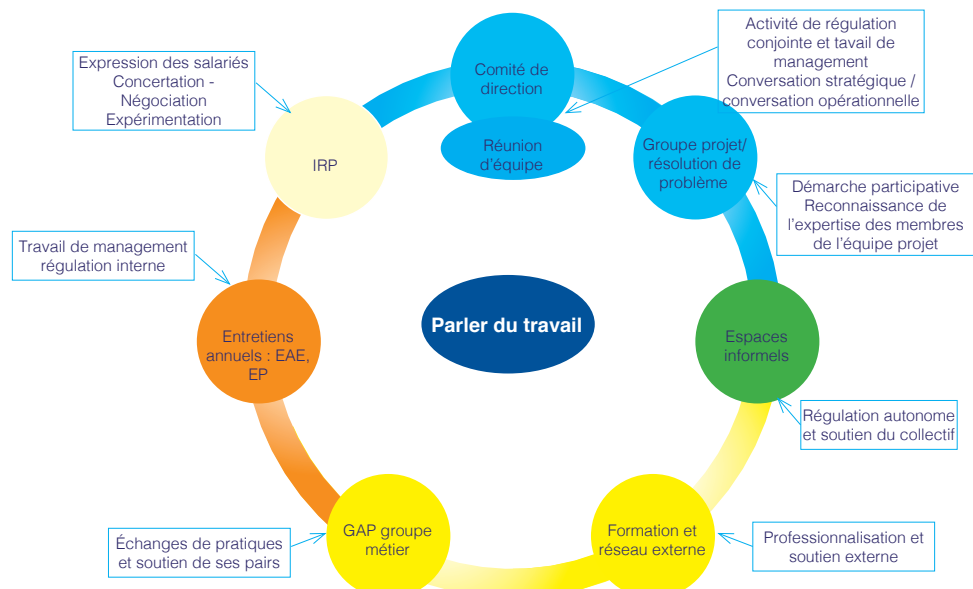 Expression des salariés
Concertation -
Négociation
Expérimentation
Comité de
direction
Réunion
d'équipe
Activité de régulation
conjointe et tavail de
management
Conversation stratégique /
conversation opérationnelle
IRP
Groupe projet/
résolution de
problème
Démarche participative
Reconnaissance de
l'expertise des membres
de l'équipe projet
Travail de management
régulation interne
Parler du travail
Entretiens
annuels : EAE,
EP
Espaces
informels
Régulation autonome
et soutien du collectif
Échanges de pratiques
et soutien de ses pairs
GAP groupe
métier
Formation et
réseau externe
Professionnalisation et
soutien externe